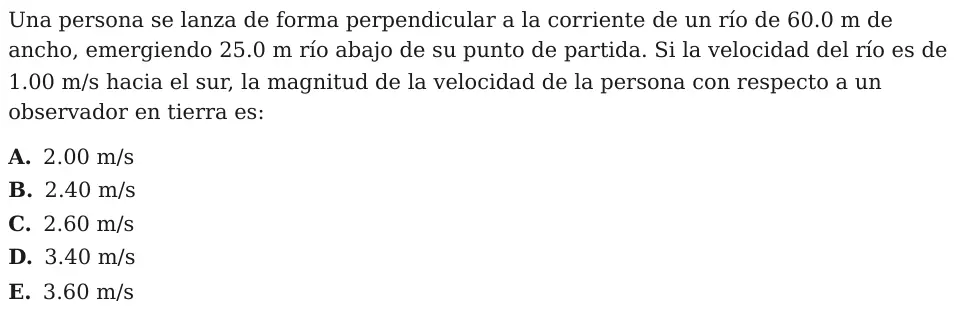 Una persona se lanza de forma perpendicular a la corriente de un río de 60.0 m de
ancho, emergiendo 25.0 m río abajo de su punto de partida. Si la velocidad del río es de
1.00 m/s hacia el sur, la magnitud de la velocidad de la persona con respecto a un
observador en tierra es:
A. 2.00 m/s
B. 2.40 m/s
C. 2.60 m/s
D. 3.40 m/s
E. 3.60 m/s